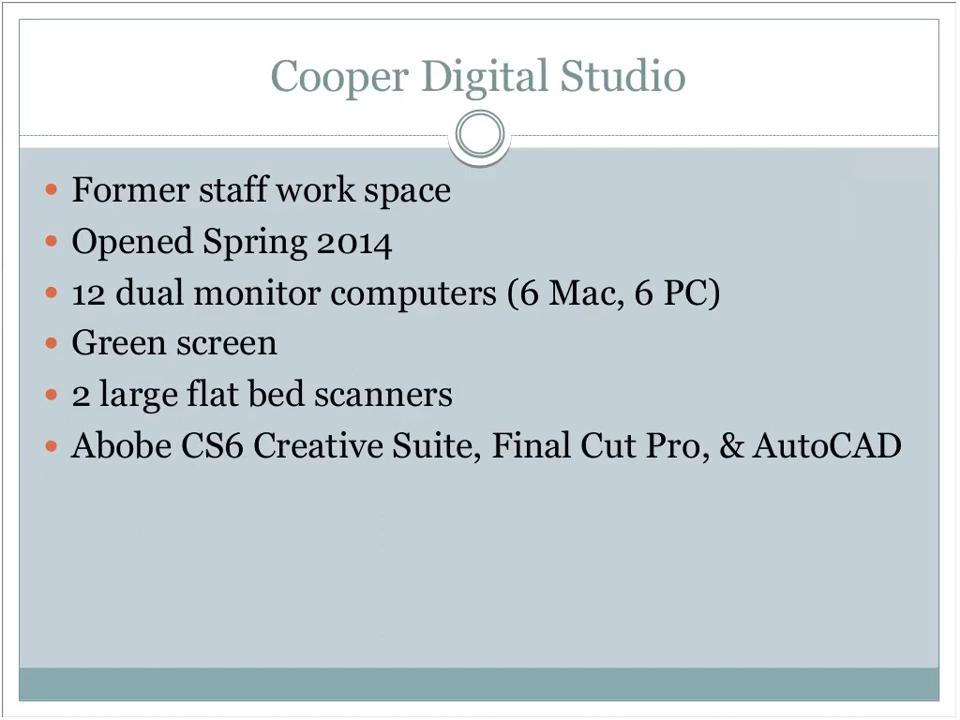 Cooper Digital Studio
• Former staff work space
• Opened Spring 2014
• 12 dual monitor computers (6 Mac, 6 PC)
• Green screen
• 2 large flat bed scanners
• Abobe CS6 Creative Suite, Final Cut Pro, & AutoCAD